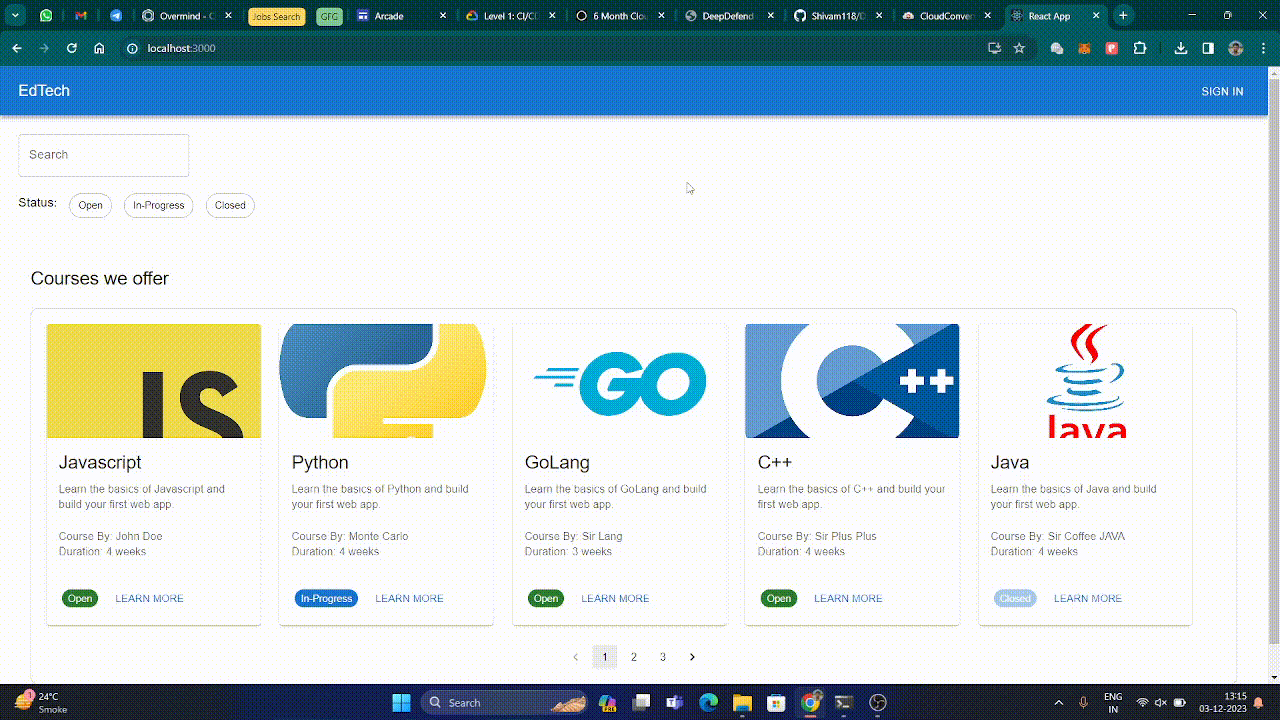 Overmind - C
Jobs Search
GFG
Arcade
Level 1: CI/CD
6 Month Clou
DeepDefend
Shivam118/D
CloudConver
React App
localhost:3000
EdTech
SIGN IN
Search
Status:
Open
In-Progress
Closed
Courses we offer
JS
GO
++
Java
Javascript
Learn the basics of Javascript and
build your first web app.
Course By: John Doe
Duration: 4 weeks
Open
LEARN MORE
Python
Learn the basics of Python and build
your first web app.
Course By: Monte Carlo
Duration: 4 weeks
In-Progress
LEARN MORE
GoLang
Learn the basics of GoLang and build
your first web app.
Course By: Sir Lang
Duration: 3 weeks
Open
LEARN MORE
C++
Learn the basics of C++ and build your
first web app.
Course By: Sir Plus Plus
Duration: 4 weeks
Open
LEARN MORE
Java
Learn the basics of Java and build
your first web app.
Course By: Sir Coffee JAVA
Duration: 4 weeks
Closed
LEARN MORE
1
2
3
1
24°C
Smoke
Search
PRE
ENG
IN
13:15
03-12-2023